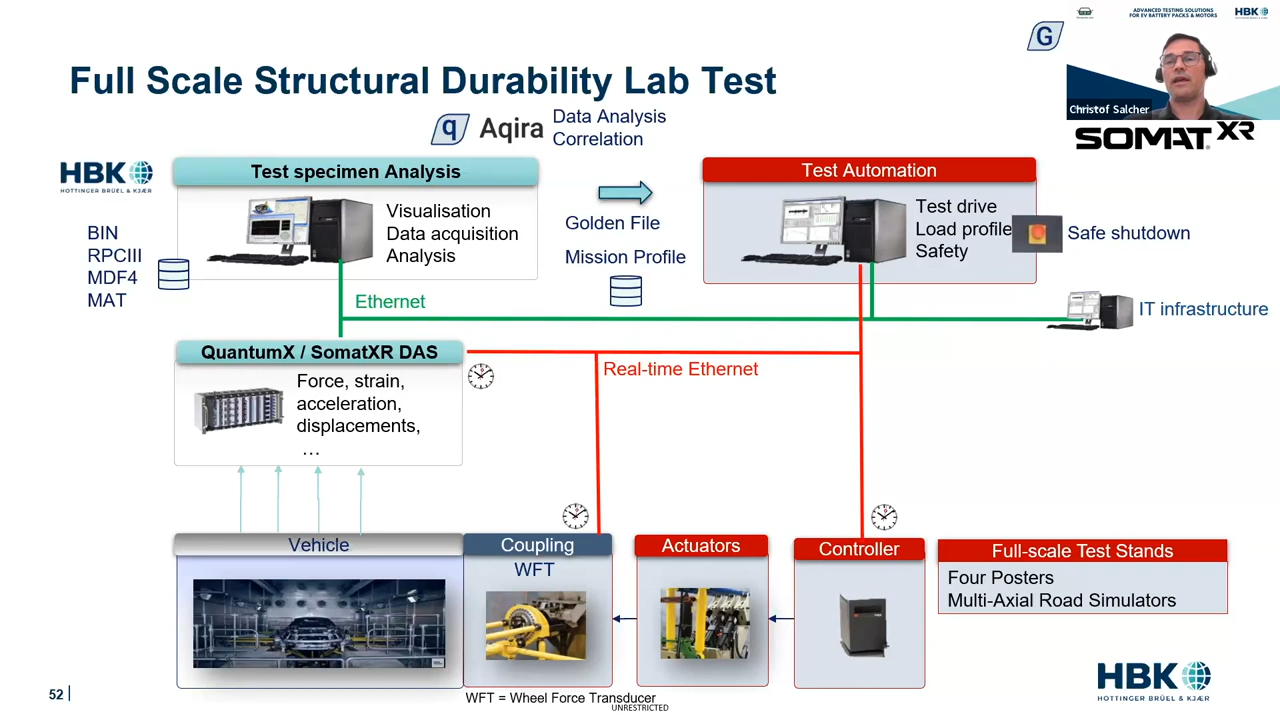 ADVANCED TESTING SOLUTIONS
FOR EV BATTERY PACKS & MOTORS
HBK
G
Full Scale Structural Durability Lab Test
Christof Salcher
q Aqira
Data Analysis
Correlation
SOMAT XR
HBK
HOTTINGER BRÜEL & KJÆR
Test specimen Analysis
Visualisation
Data acquisition
Analysis
Golden File
Mission Profile
Test Automation
Test drive
Load profile
Safety
Safe shutdown
BIN
RPCIII
MDF4
MAT
Ethernet
IT infrastructure
QuantumX / SomatXR DAS
Force, strain,
acceleration,
displacements,
…
Real-time Ethernet
Vehicle
Coupling
WFT
Actuators
Controller
Full-scale Test Stands
Four Posters
Multi-Axial Road Simulators
HBK
HOTTINGER BRÜEL & KJÆR
52
WFT = Wheel Force Transducer
UNRESTRICTED